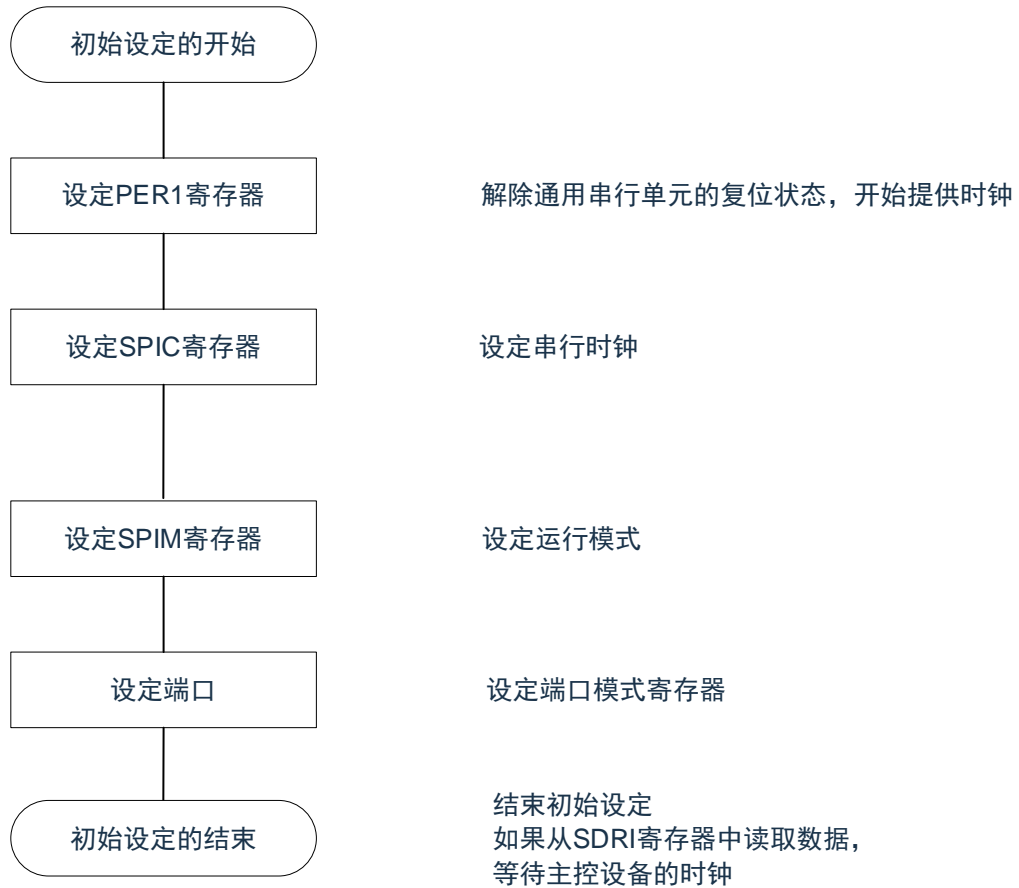 初始设定的开始
设定PER1寄存器
解除通用串行单元的复位状态，开始提供时钟
设定SPIC寄存器
设定串行时钟
设定SPIM寄存器
设定运行模式
设定端口
设定端口模式寄存器
初始设定的结束
结束初始设定
如果从SDRI寄存器中读取数据，
等待主控设备的时钟